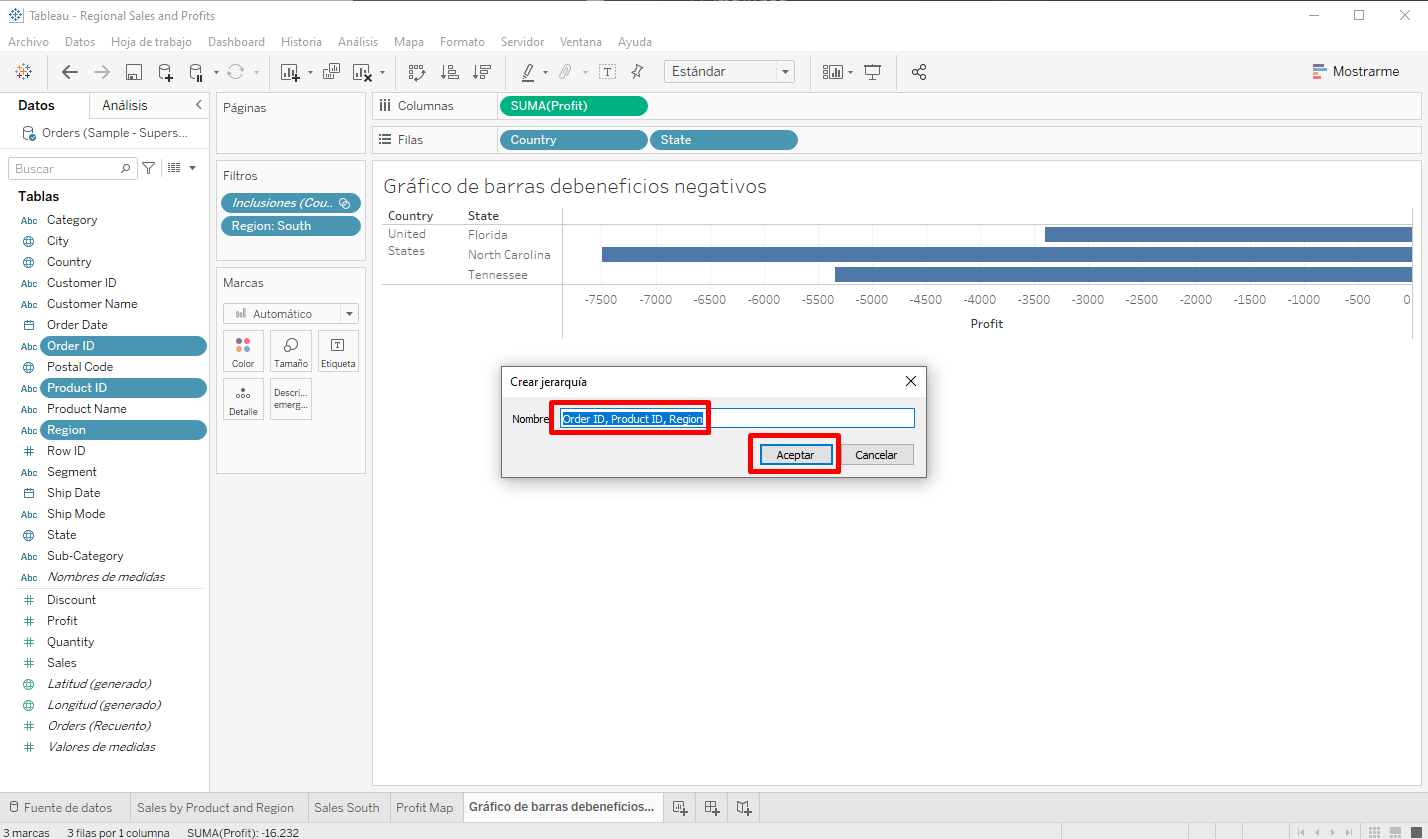 Tableau - Regional Sales and Profits
Archivo Datos Hoja de trabajo Dashboard Historia Análisis Mapa Formato Servidor Ventana Ayuda
Estándar
Mostrarme
Datos Análisis
Orders (Sample - Supers...
Buscar
Tablas
Abc Category
City
Country
Abc Customer ID
Abc Customer Name
Order Date
Abc Order ID
Postal Code
Abc Product ID
Abc Product Name
Abc Region
# Row ID
Abc Segment
Ship Date
Abc Ship Mode
State
Abc Sub-Category
Abc Nombres de medidas
# Discount
# Profit
# Quantity
# Sales
Latitud (generado)
Longitud (generado)
# Orders (Recuento)
# Valores de medidas
Páginas
Filtros
Inclusiones (Cou..
Region: South
Marcas
Automático
Color Tamaño Etiqueta
Detalle Descri... emerg...
Columnas SUMA(Profit)
Filas Country State
Gráfico de barras debeneficios negativos
Country State
United States
Florida
North Carolina
Tennessee
-7500 -7000 -6500 -6000 -5500 -5000 -4500 -4000 -3500 -3000 -2500 -2000 -1500 -1000 -500 0
Profit
Crear jerarquía
Nombre Order ID, Product ID, Region
Aceptar Cancelar
Fuente de datos Sales by Product and Region Sales South Profit Map Gráfico de barras debeneficios...
3 marcas 3 filas por 1 columna SUMA(Profit): -16.232